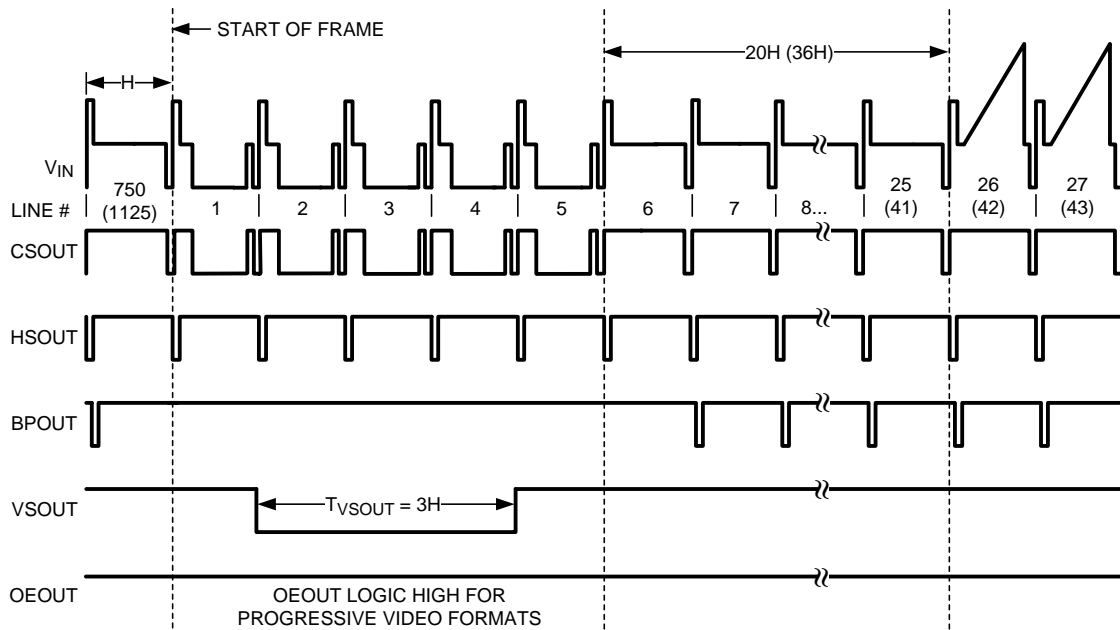 START OF FRAME
20H (36H)
H
VIN
750
(1125)
25
(41)
26
(42)
27
(43)
LINE # 1 2 3 4 5 6 7 8...
CSOUT
HSOUT
BPOUT
VSOUT
TVSOUT = 3H
OEOUT
OEOUT LOGIC HIGH FOR
PROGRESSIVE VIDEO FORMATS